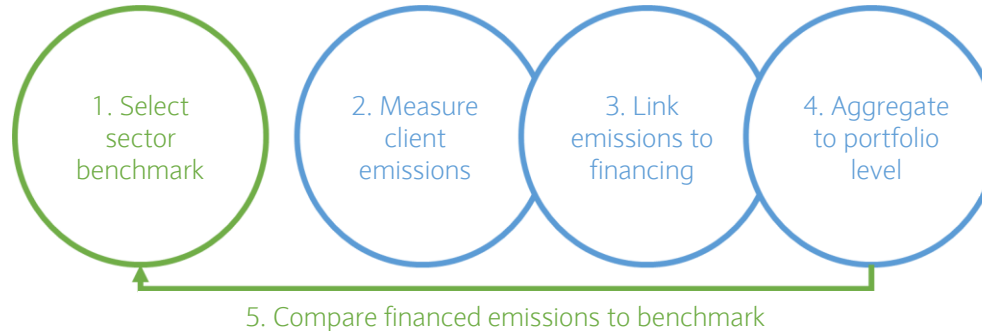 1. Select
sector
benchmark
2. Measure
client
emissions
3. Link
emissions to
financing
4. Aggregate
to portfolio
level
5. Compare financed emissions to benchmark